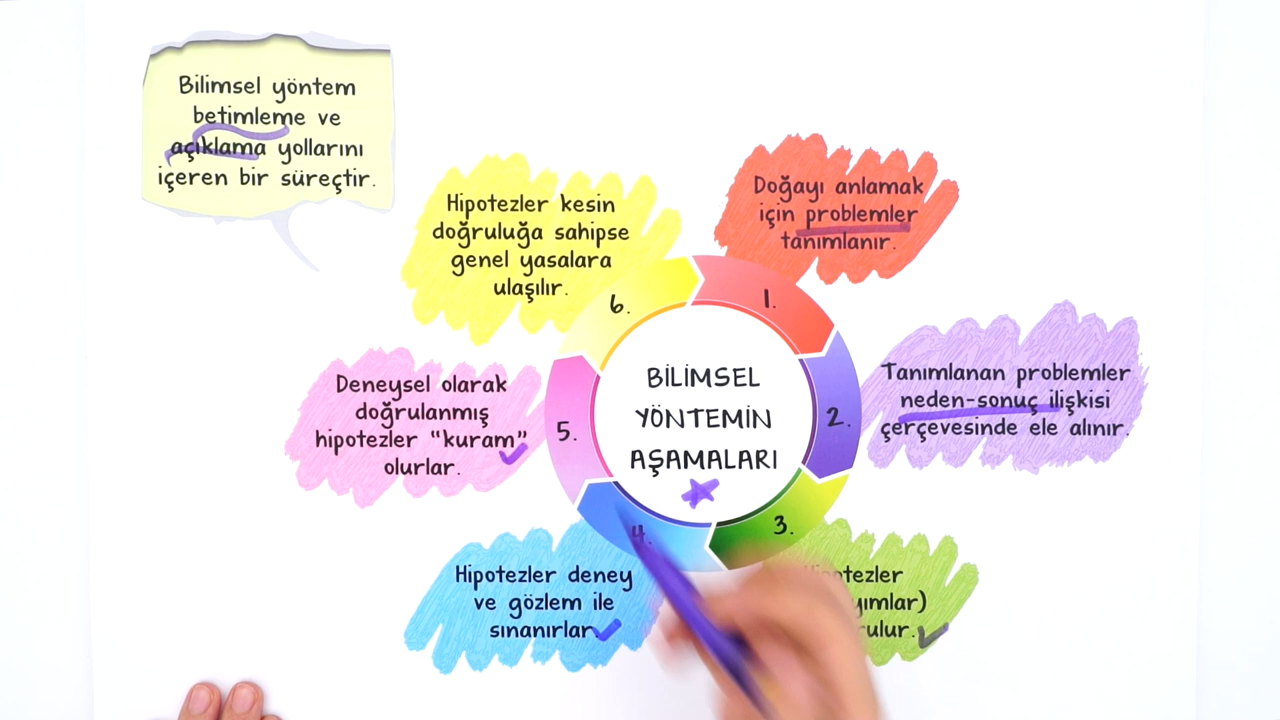 Bilimsel yöntem
betimleme ve
açıklama yollarını
içeren bir süreçtir.
Doğayı anlamak
için problemler
tanımlanır.
1.
Tanımlanan problemler
neden-sonuç ilişkisi
çerçevesinde ele alınır.
2.
3.
Hipotezler deney
ve gözlem ile
sınanırlar.
4.
Deneysel olarak
doğrulanmış
hipotezler “kuram”
olurlar.
5.
Hipotezler kesin
doğruluğa sahipse
genel yasalara
ulaşılır.
6.
BİLİMSEL
YÖNTEMİN
AŞAMALARI